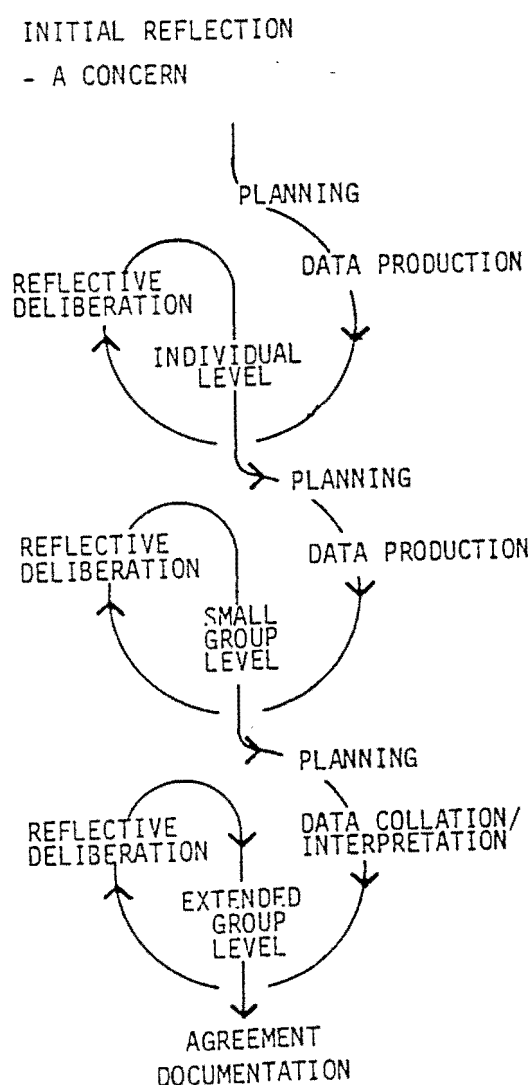 INITIAL REFLECTION
- A CONCERN
PLANNING
DATA PRODUCTION
REFLECTIVE
DELIBERATION
INDIVIDUAL
LEVEL
PLANNING
DATA PRODUCTION
REFLECTIVE
DELIBERATION
SMALL
GROUP
LEVEL
PLANNING
DATA COLLATION/
INTERPRETATION
REFLECTIVE
DELIBERATION
EXTENDED
GROUP
LEVEL
AGREEMENT
DOCUMENTATION